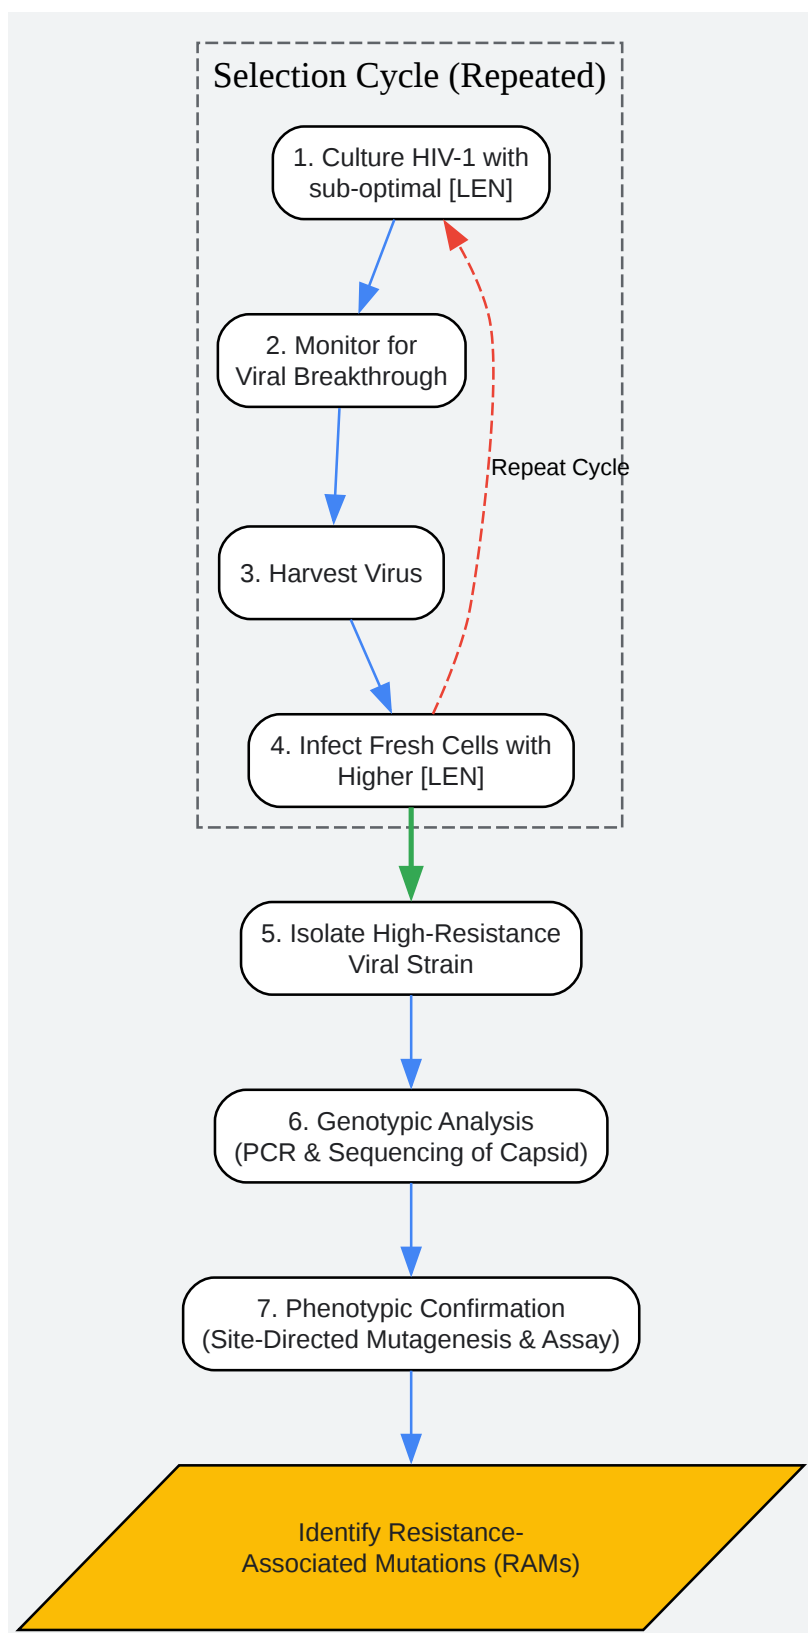 Selection Cycle (Repeated)
1. Culture HIV-1 with
sub-optimal [LEN]
2. Monitor for
Viral Breakthrough
Repeat Cycle
3. Harvest Virus
4. Infect Fresh Cells with
Higher [LEN]
5. Isolate High-Resistance
Viral Strain
6. Genotypic Analysis
(PCR & Sequencing of Capsid)
7. Phenotypic Confirmation
(Site-Directed Mutagenesis & Assay)
Identify Resistance-
Associated Mutations (RAMs)